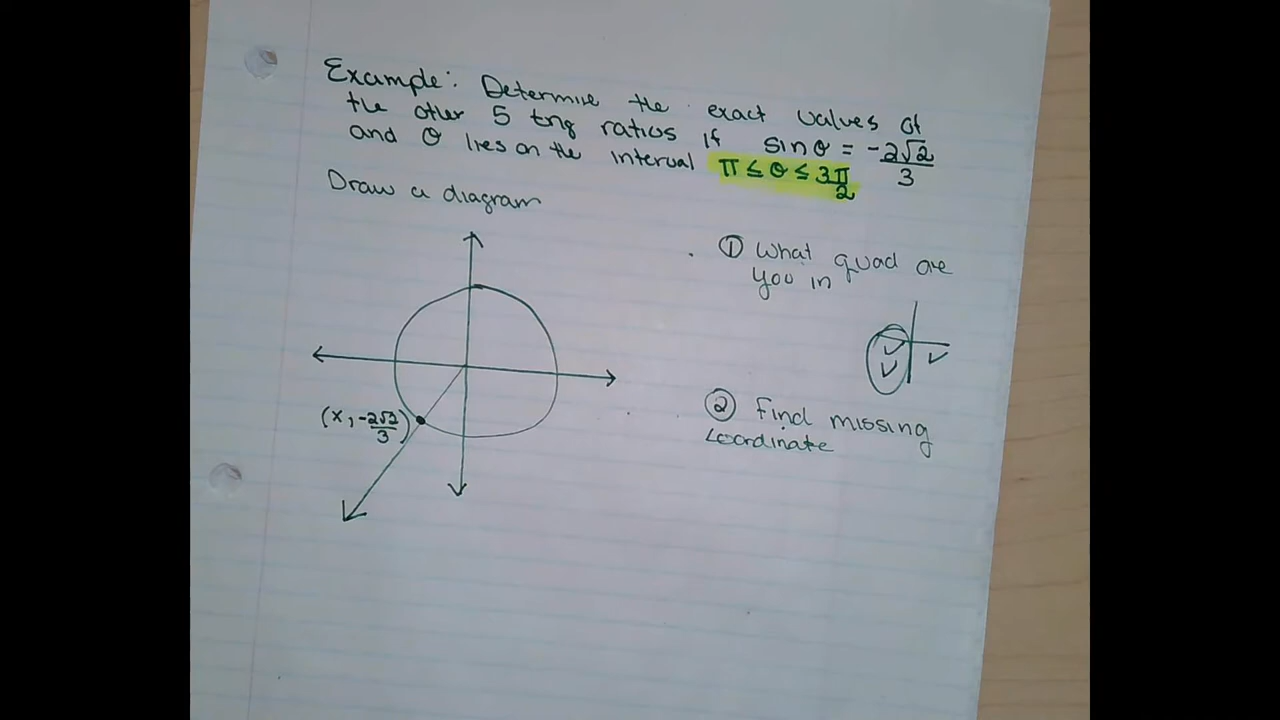 Example: Determine the exact values of
the other 5 trig ratios if sinθ = -2√2/3
and θ lies on the interval π ≤ θ ≤ 3π/2
Draw a diagram
① What quad are
you in
(x, -2√2/3)
② Find missing
coordinate